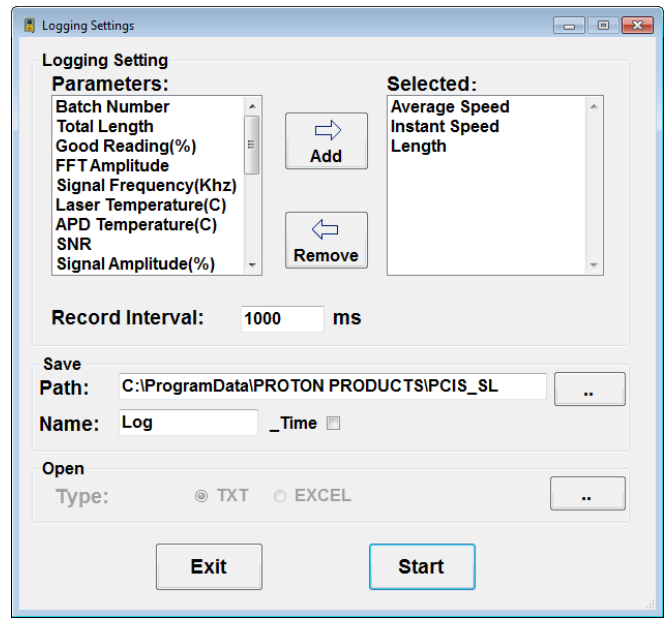 Logging Settings
Logging Setting
Parameters:
Batch Number
Total Length
Good Reading(%)
FFT Amplitude
Signal Frequency(Khz)
Laser Temperature(C)
APD Temperature(C)
SNR
Signal Amplitude(%)
Add
Remove
Selected:
Average Speed
Instant Speed
Length
Record Interval: 1000 ms
Save
Path: C:\ProgramData\PROTON PRODUCTS\PCIS_SL ..
Name: Log _Time
Open
Type: TXT EXCEL ..
Exit Start